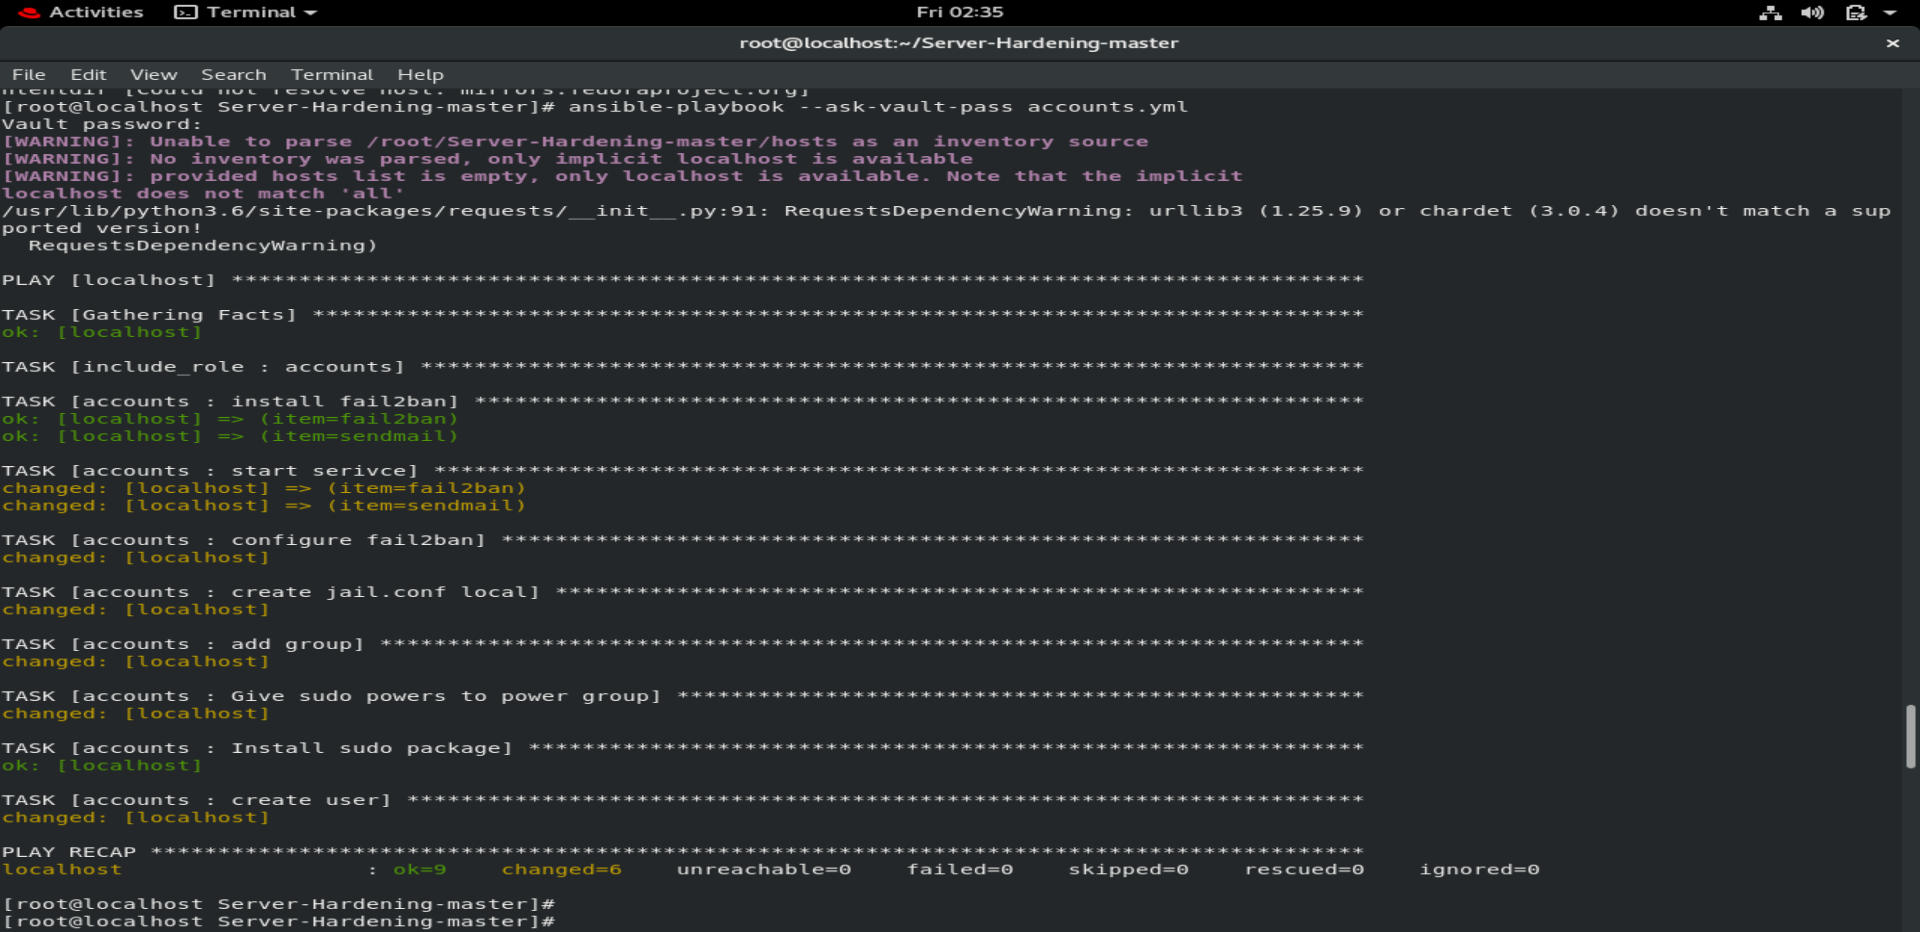 Activities Terminal Fri 02:35
root@localhost:~/Server-Hardening-master ×
File Edit View Search Terminal Help
ntentdir [Could not resolve host: mirrors.fedoraproject.org]
[root@localhost Server-Hardening-master]# ansible-playbook --ask-vault-pass accounts.yml
Vault password:
[WARNING]: Unable to parse /root/Server-Hardening-master/hosts as an inventory source
[WARNING]: No inventory was parsed, only implicit localhost is available
[WARNING]: provided hosts list is empty, only localhost is available. Note that the implicit
localhost does not match 'all'
/usr/lib/python3.6/site-packages/requests/__init__.py:91: RequestsDependencyWarning: urllib3 (1.25.9) or chardet (3.0.4) doesn't match a sup
ported version!
  RequestsDependencyWarning)
PLAY [localhost] ************************************************************************************
TASK [Gathering Facts] ******************************************************************************
ok: [localhost]
TASK [include_role : accounts] **********************************************************************
TASK [accounts : install fail2ban] ******************************************************************
ok: [localhost] => (item=fail2ban)
ok: [localhost] => (item=sendmail)
TASK [accounts : start serivce] *********************************************************************
changed: [localhost] => (item=fail2ban)
changed: [localhost] => (item=sendmail)
TASK [accounts : configure fail2ban] ****************************************************************
changed: [localhost]
TASK [accounts : create jail.conf local] ************************************************************
changed: [localhost]
TASK [accounts : add group] *************************************************************************
changed: [localhost]
TASK [accounts : Give sudo powers to power group] ***************************************************
changed: [localhost]
TASK [accounts : Install sudo package] **************************************************************
ok: [localhost]
TASK [accounts : create user] ***********************************************************************
changed: [localhost]
PLAY RECAP ******************************************************************************************
localhost : ok=9 changed=6 unreachable=0 failed=0 skipped=0 rescued=0 ignored=0
[root@localhost Server-Hardening-master]#
[root@localhost Server-Hardening-master]#